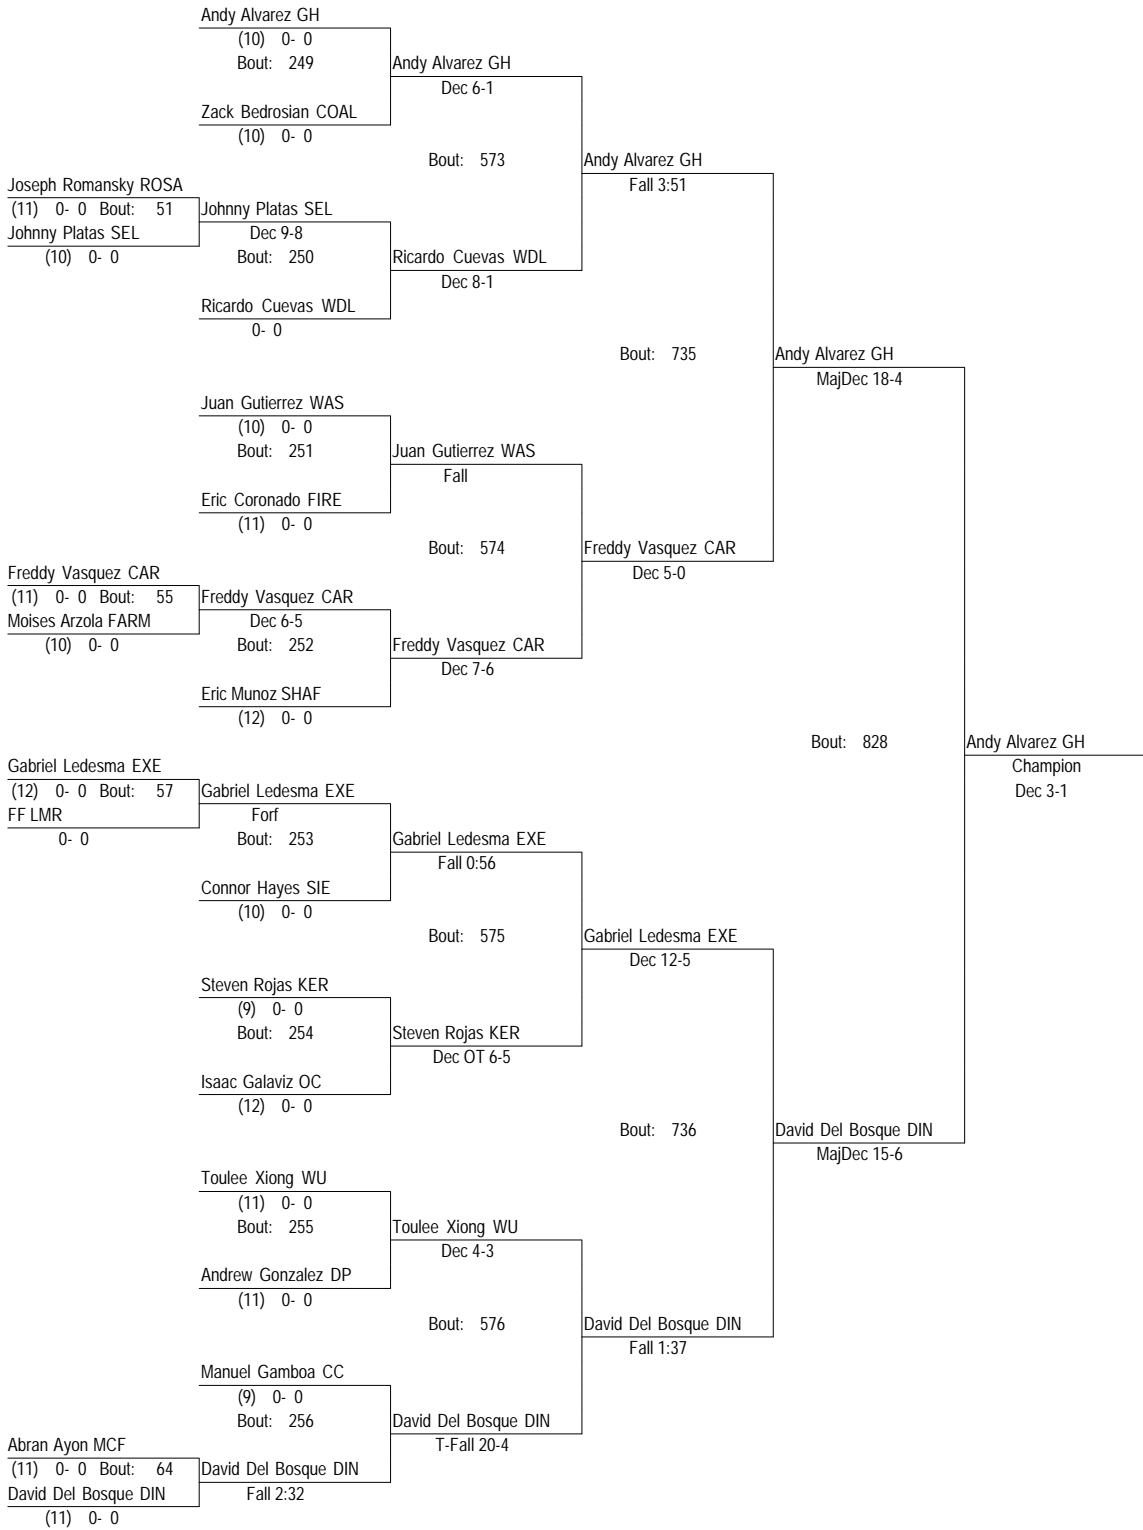 Andy Alvarez GH
(10) 0- 0
Bout: 249
Andy Alvarez GH
Dec 6-1
Zack Bedrosian COAL
(10) 0- 0
Bout: 573
Andy Alvarez GH
Fall 3:51
Joseph Romansky ROSA
(11) 0- 0 Bout: 51
Johnny Platas SEL
Johnny Platas SEL
Dec 9-8
(10) 0- 0
Bout: 250
Ricardo Cuevas WDL
Dec 8-1
Ricardo Cuevas WDL
0- 0
Bout: 735
Andy Alvarez GH
MajDec 18-4
Juan Gutierrez WAS
(10) 0- 0
Bout: 251
Juan Gutierrez WAS
Fall
Eric Coronado FIRE
(11) 0- 0
Bout: 574
Freddy Vasquez CAR
Dec 5-0
Freddy Vasquez CAR
(11) 0- 0 Bout: 55
Freddy Vasquez CAR
Moises Arzola FARM
Dec 6-5
(10) 0- 0
Bout: 252
Freddy Vasquez CAR
Dec 7-6
Eric Munoz SHAF
(12) 0- 0
Bout: 828
Andy Alvarez GH
Champion
Dec 3-1
Gabriel Ledesma EXE
(12) 0- 0 Bout: 57
Gabriel Ledesma EXE
FF LMR
Forf
0- 0
Bout: 253
Gabriel Ledesma EXE
Fall 0:56
Connor Hayes SIE
(10) 0- 0
Bout: 575
Gabriel Ledesma EXE
Dec 12-5
Steven Rojas KER
(9) 0- 0
Bout: 254
Steven Rojas KER
Dec OT 6-5
Isaac Galaviz OC
(12) 0- 0
Bout: 736
David Del Bosque DIN
MajDec 15-6
Toulee Xiong WU
(11) 0- 0
Bout: 255
Toulee Xiong WU
Dec 4-3
Andrew Gonzalez DP
(11) 0- 0
Bout: 576
David Del Bosque DIN
Fall 1:37
Manuel Gamboa CC
(9) 0- 0
Bout: 256
David Del Bosque DIN
T-Fall 20-4
Abran Ayon MCF
(11) 0- 0 Bout: 64
David Del Bosque DIN
David Del Bosque DIN
Fall 2:32
(11) 0- 0